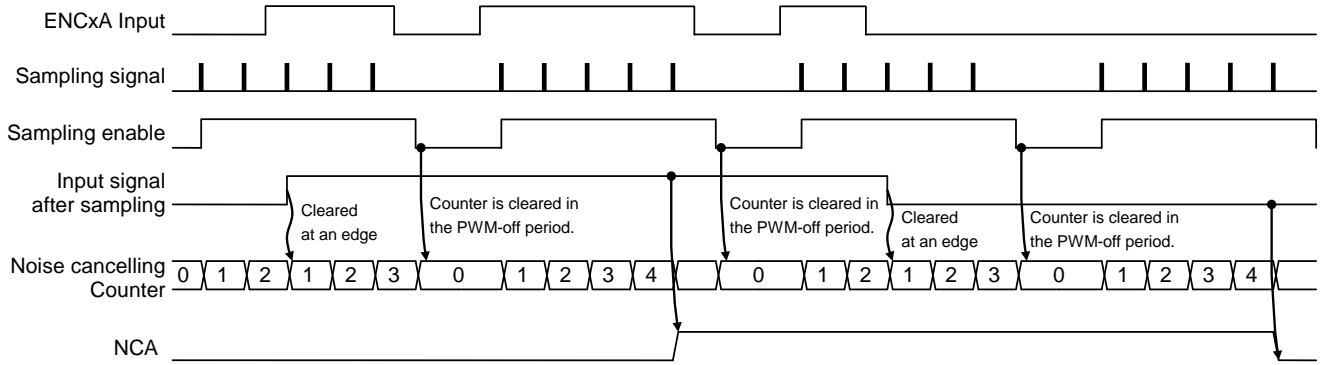 ENCxA Input
Sampling signal
Sampling enable
Input signal
after sampling
Cleared
at an edge
Counter is cleared in
the PWM-off period.
Counter is cleared in
the PWM-off period.
Cleared
at an edge
Counter is cleared in
the PWM-off period.
Noise cancelling
Counter
0 1 2 1 2 3 0 1 2 3 4 0 1 2 1 2 3 0 1 2 3 4
NCA